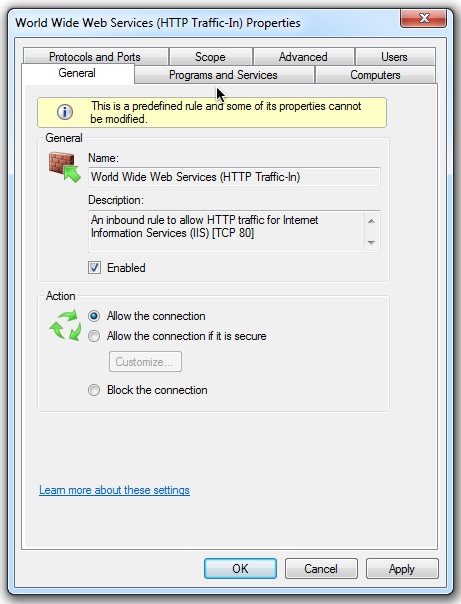 World Wide Web Services (HTTP Traffic-In) Properties
Protocols and Ports Scope Advanced Users
General Programs and Services Computers
This is a predefined rule and some of its properties cannot
be modified.
General
Name:
World Wide Web Services (HTTP Traffic-In)
Description:
An inbound rule to allow HTTP traffic for Internet
Information Services (IIS) [TCP 80]
Enabled
Action
Allow the connection
Allow the connection if it is secure
Customize...
Block the connection
Learn more about these settings
OK Cancel Apply